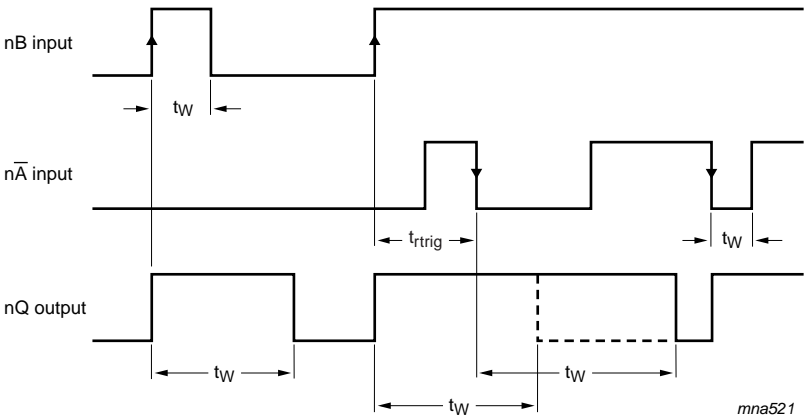 nB input
tW
nA̅ input
trtrig
tW
nQ output
tW
tW
tW
mna521